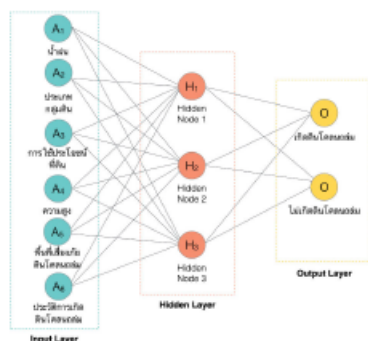 A₁
น้ำฝน
A₂
ประเภท
กลุ่มดิน
A₃
การใช้ประโยชน์
ที่ดิน
A₄
ความสูง
A₅
พื้นที่เสี่ยงภัย
ดินโคลนถล่ม
A₆
ประวัติการเกิด
ดินโคลนถล่ม
Input Layer
H₁
Hidden
Node 1
H₂
Hidden
Node 2
H₃
Hidden
Node 3
Hidden Layer
O
เกิดดินโคลนถล่ม
O
ไม่เกิดดินโคลนถล่ม
Output Layer